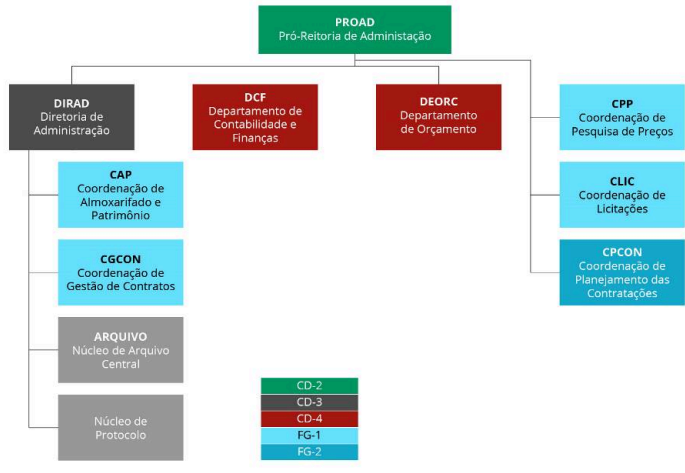 PROAD
Pró-Reitoria de Administação
DIRAD
Diretoria de
Administração
DCF
Departamento de
Contabilidade e
Finanças
DEORC
Departamento
de Orçamento
CPP
Coordenação de
Pesquisa de Preços
CAP
Coordenação de
Almoxarifado e
Patrimônio
CLIC
Coordenação de
Licitações
CGCON
Coordenação de
Gestão de Contratos
CPCON
Coordenação de
Planejamento das
Contratações
ARQUIVO
Núcleo de Arquivo
Central
Núcleo de
Protocolo
CD-2
CD-3
CD-4
FG-1
FG-2